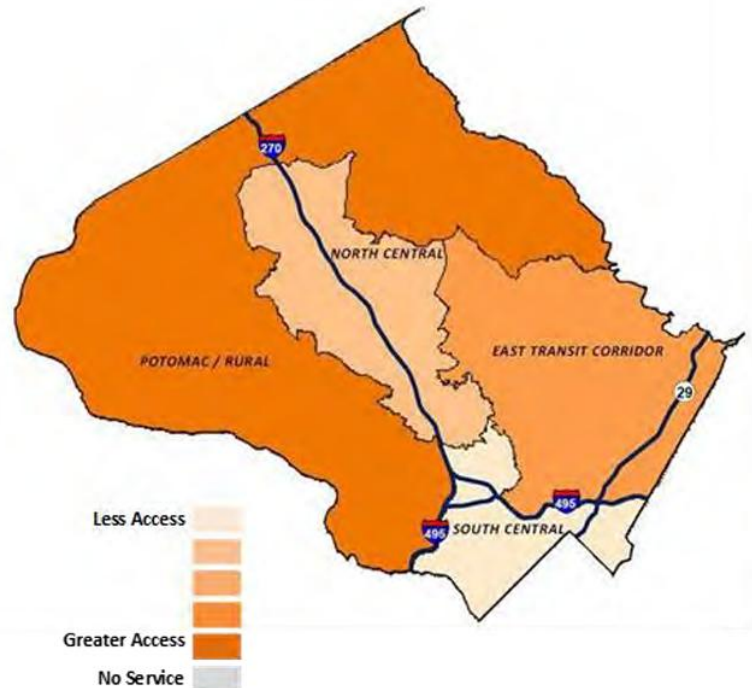 270
NORTH CENTRAL
POTOMAC / RURAL
EAST TRANSIT CORRIDOR
29
495
495
SOUTH CENTRAL
Less Access
Greater Access
No Service